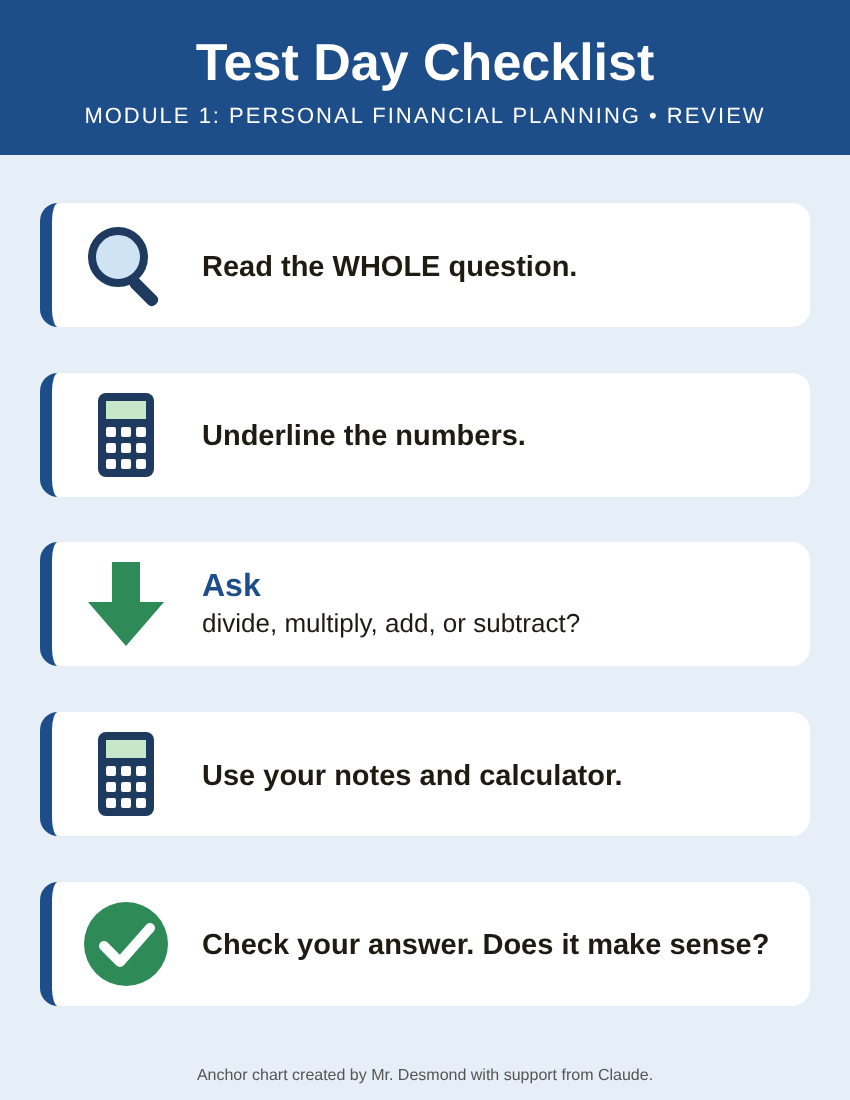 Test Day Checklist
MODULE 1: PERSONAL FINANCIAL PLANNING • REVIEW
Read the WHOLE question.
Underline the numbers.
Ask
divide, multiply, add, or subtract?
Use your notes and calculator.
Check your answer. Does it make sense?
Anchor chart created by Mr. Desmond with support from Claude.